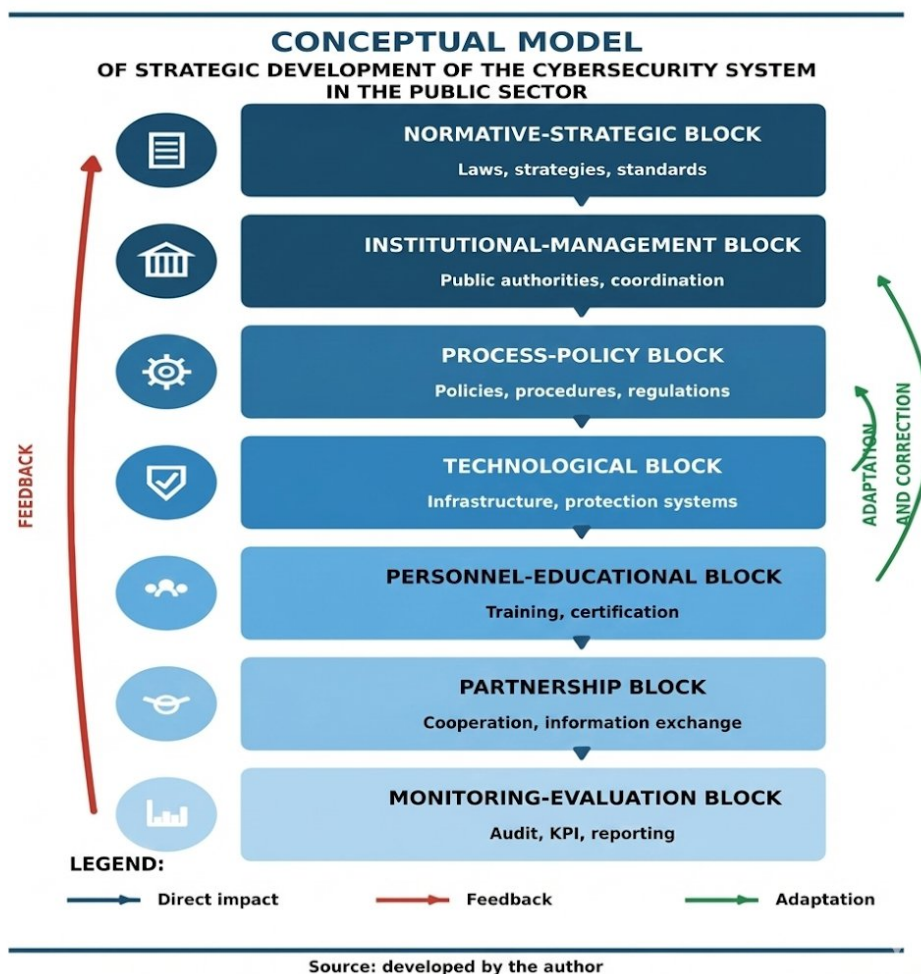 CONCEPTUAL MODEL
OF STRATEGIC DEVELOPMENT OF THE CYBERSECURITY SYSTEM
IN THE PUBLIC SECTOR
NORMATIVE-STRATEGIC BLOCK
Laws, strategies, standards
INSTITUTIONAL-MANAGEMENT BLOCK
Public authorities, coordination
PROCESS-POLICY BLOCK
Policies, procedures, regulations
TECHNOLOGICAL BLOCK
Infrastructure, protection systems
PERSONNEL-EDUCATIONAL BLOCK
Training, certification
PARTNERSHIP BLOCK
Cooperation, information exchange
MONITORING-EVALUATION BLOCK
Audit, KPI, reporting
FEEDBACK
ADAPTATION
AND CORRECTION
LEGEND:
Direct impact
Feedback
Adaptation
Source: developed by the author